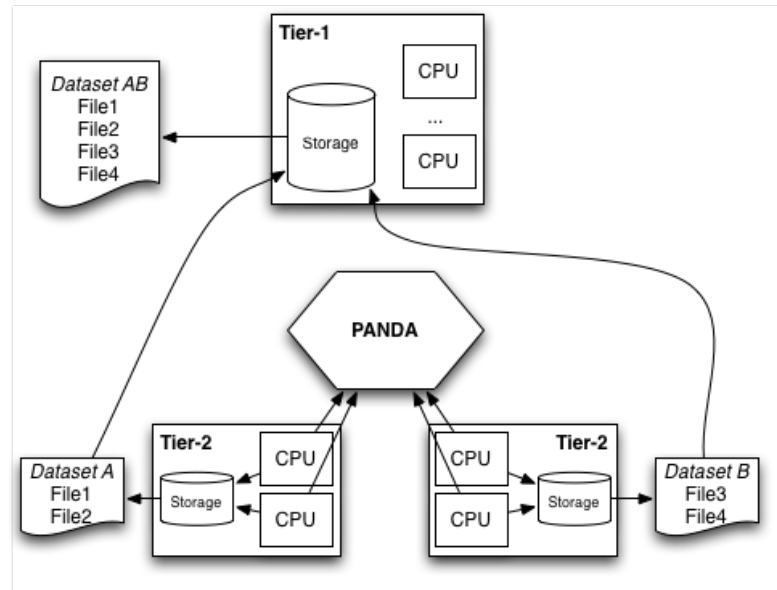 Tier-1
CPU
...
CPU
Storage
Dataset AB
File1
File2
File3
File4
PANDA
Tier-2
CPU
Storage
CPU
Dataset A
File1
File2
Tier-2
CPU
Storage
CPU
Dataset B
File3
File4